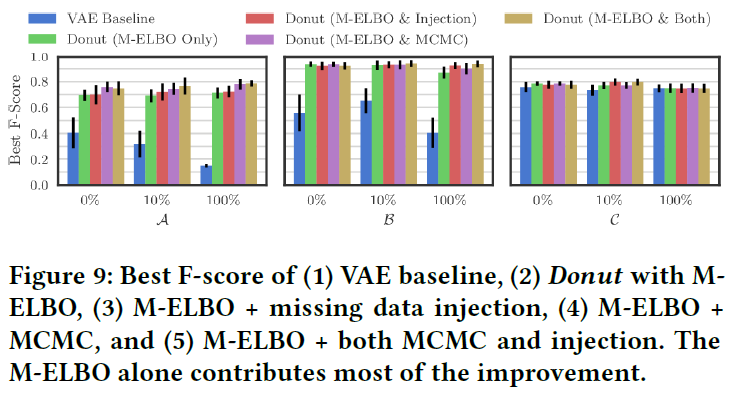 VAE Baseline
Donut (M-ELBO Only)
Donut (M-ELBO & Injection)
Donut (M-ELBO & MCMC)
Donut (M-ELBO & Both)
Best F-Score
1.0
0.8
0.6
0.4
0.2
0.0
0% 10% 100%
𝒜
0% 10% 100%
ℬ
0% 10% 100%
𝒞
Figure 9: Best F-score of (1) VAE baseline, (2) Donut with M-
ELBO, (3) M-ELBO + missing data injection, (4) M-ELBO +
MCMC, and (5) M-ELBO + both MCMC and injection. The
M-ELBO alone contributes most of the improvement.